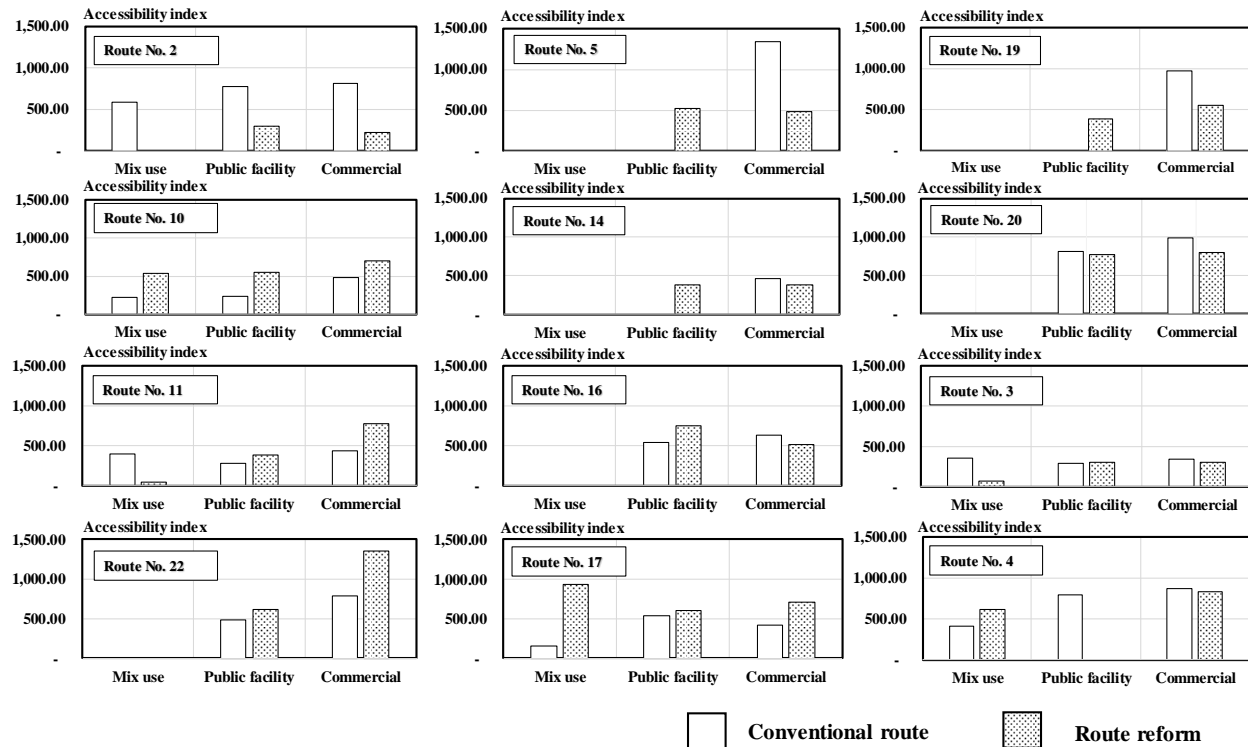 Accessibility index Accessibility index Accessibility index
1,500.00 1,500.00 1,500.00
Route No. 2 Route No. 5 Route No. 19
1,000.00 1,000.00 1,000.00
500.00 500.00 500.00
- - -
Mix use Public facility Commercial Mix use Public facility Commercial Mix use Public facility Commercial
Accessibility index Accessibility index Accessibility index
1,500.00 1,500.00 1,500.00
Route No. 10 Route No. 14 Route No. 20
1,000.00 1,000.00 1,000.00
500.00 500.00 500.00
- - -
Mix use Public facility Commercial Mix use Public facility Commercial Mix use Public facility Commercial
Accessibility index Accessibility index Accessibility index
1,500.00 1,500.00 1,500.00
Route No. 11 Route No. 16 Route No. 3
1,000.00 1,000.00 1,000.00
500.00 500.00 500.00
- - -
Mix use Public facility Commercial Mix use Public facility Commercial Mix use Public facility Commercial
Accessibility index Accessibility index Accessibility index
1,500.00 1,500.00 1,500.00
Route No. 22 Route No. 17 Route No. 4
1,000.00 1,000.00 1,000.00
500.00 500.00 500.00
- - -
Mix use Public facility Commercial Mix use Public facility Commercial Mix use Public facility Commercial
Conventional route Route reform